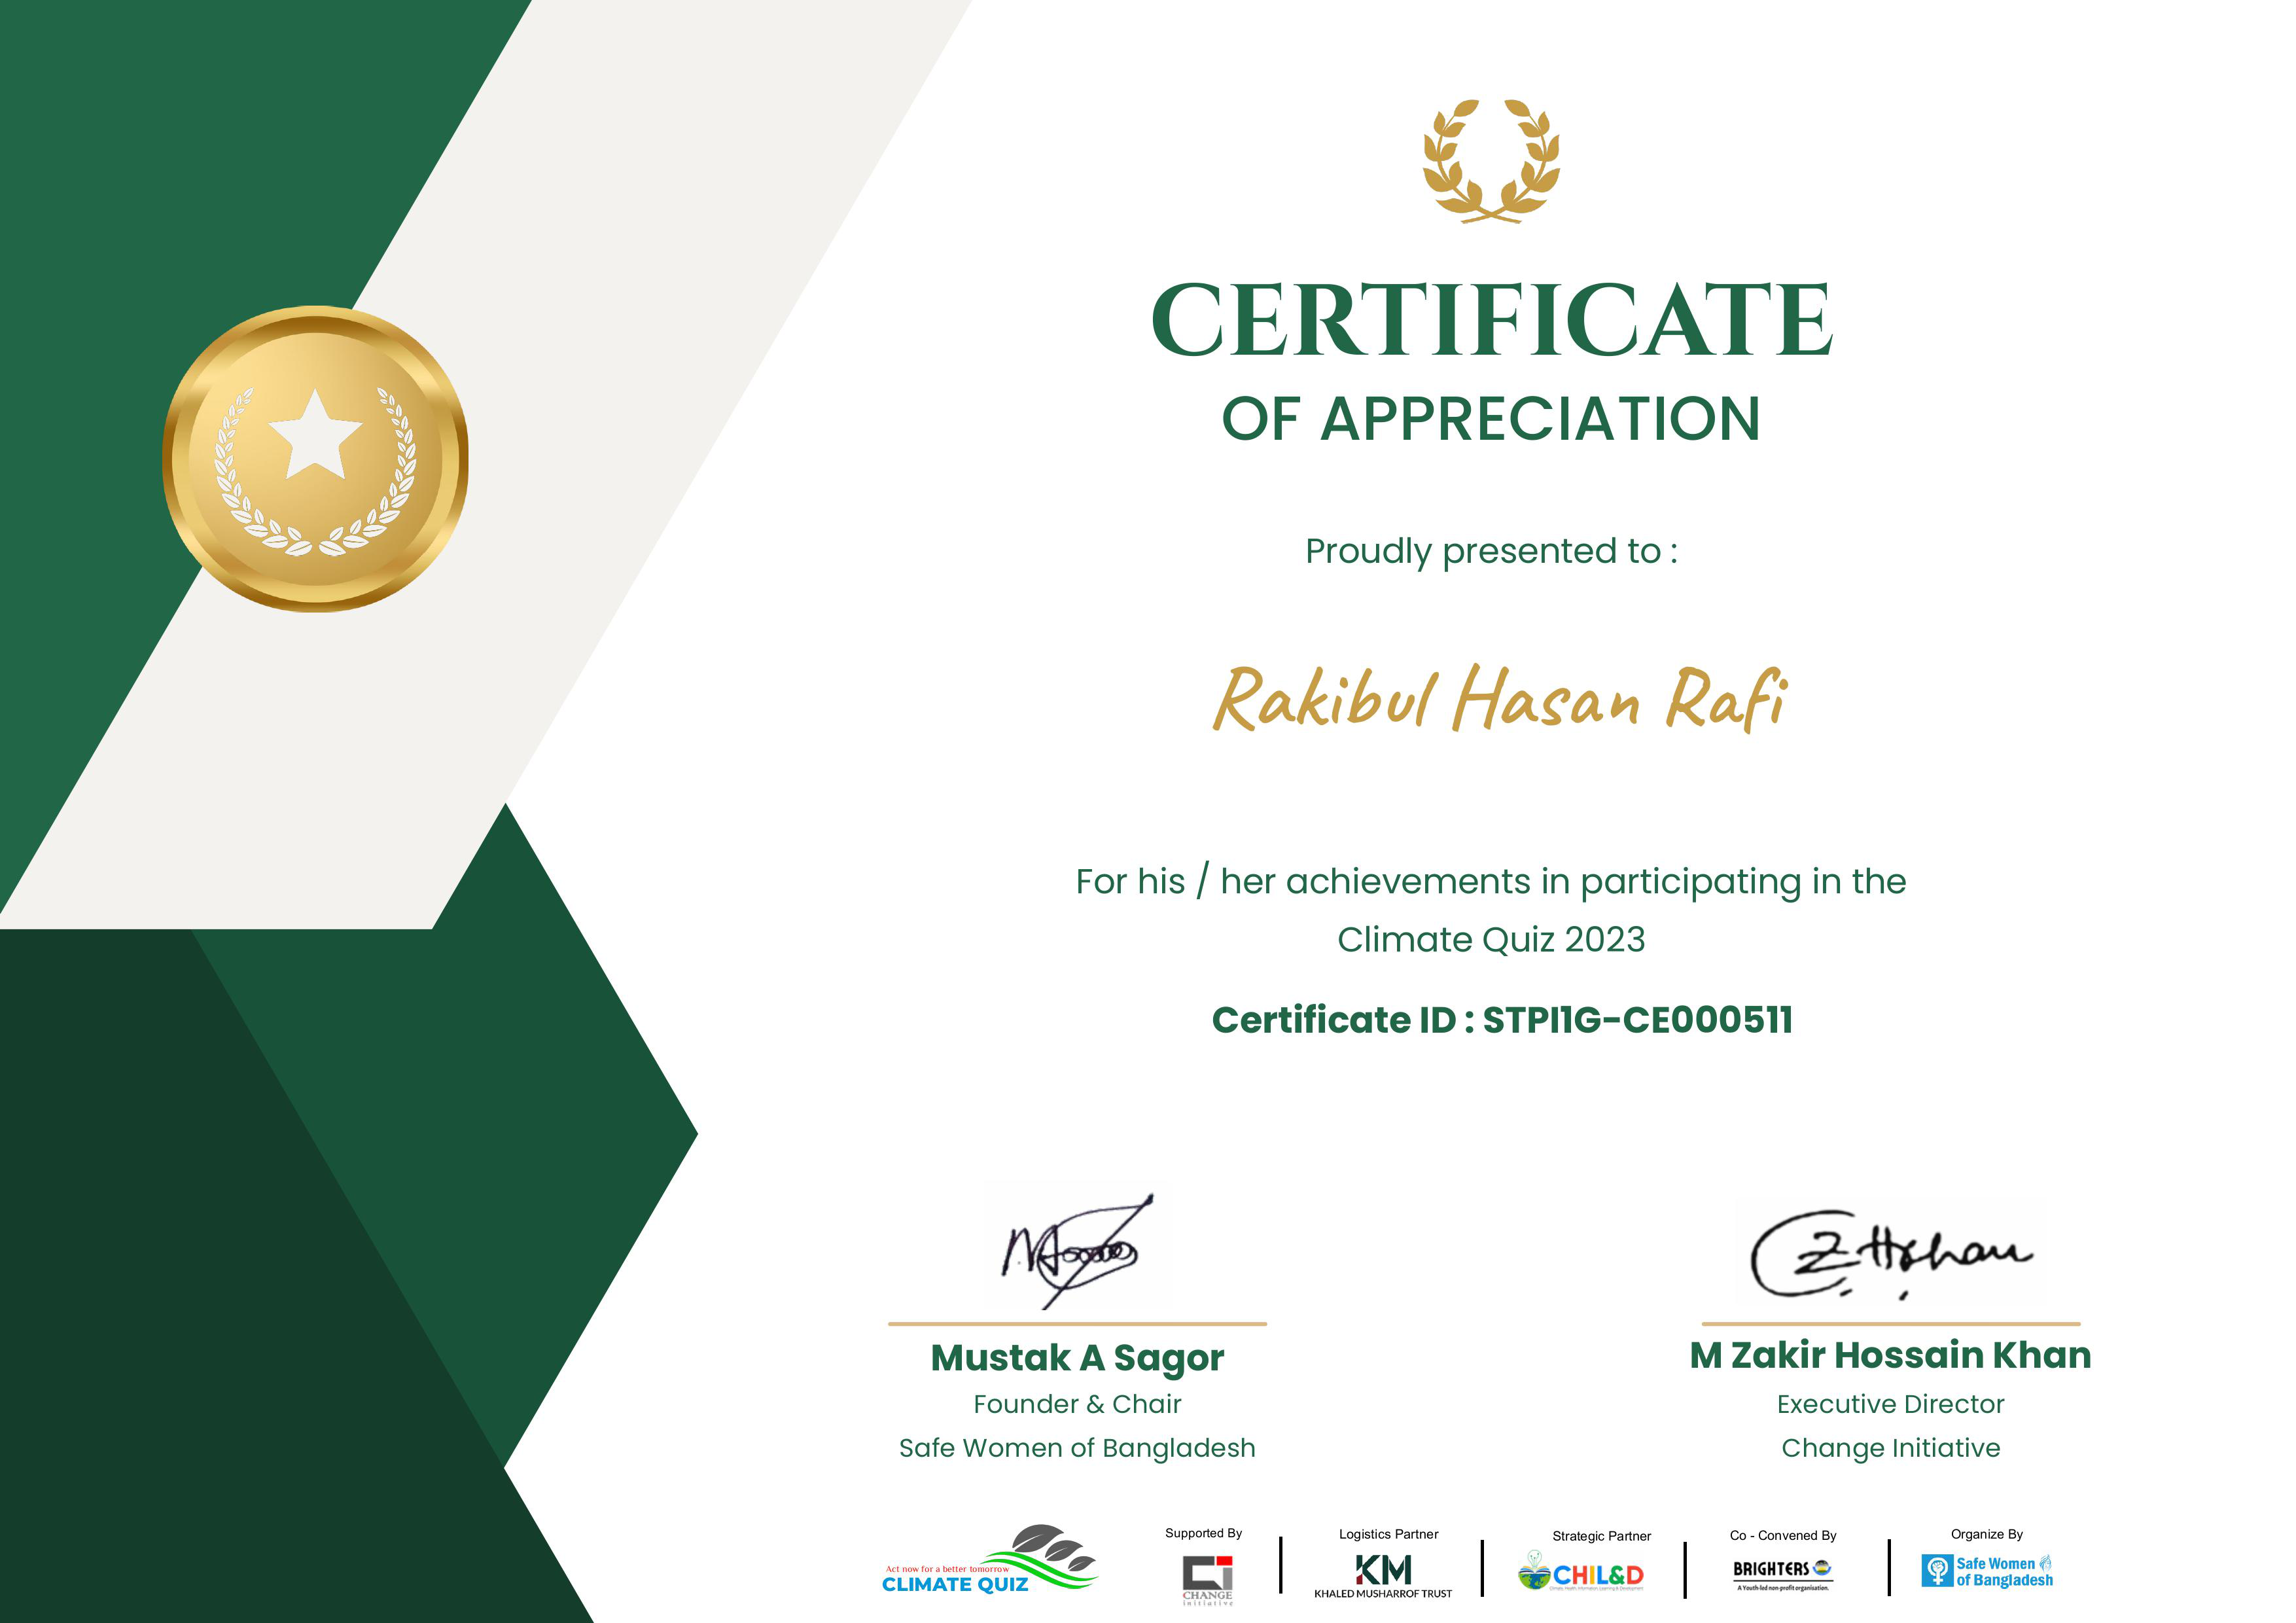 CERTIFICATE
OF APPRECIATION
Proudly presented to :
Rakibul Hasan Rafi
For his / her achievements in participating in the
Climate Quiz 2023
Certificate ID : STPI1G-CE000511
Mustak A Sagor
Founder & Chair
Safe Women of Bangladesh
M Zakir Hossain Khan
Executive Director
Change Initiative
Act now for a better tomorrow
CLIMATE QUIZ
Supported By
CHANGE
Initiative
Logistics Partner
KM
KHALED MUSHARROF TRUST
Strategic Partner
CHIL&D
Co - Convened By
BRIGHTERS
A Youth-led non-profit organisation.
Organize By
Safe Women
of Bangladesh